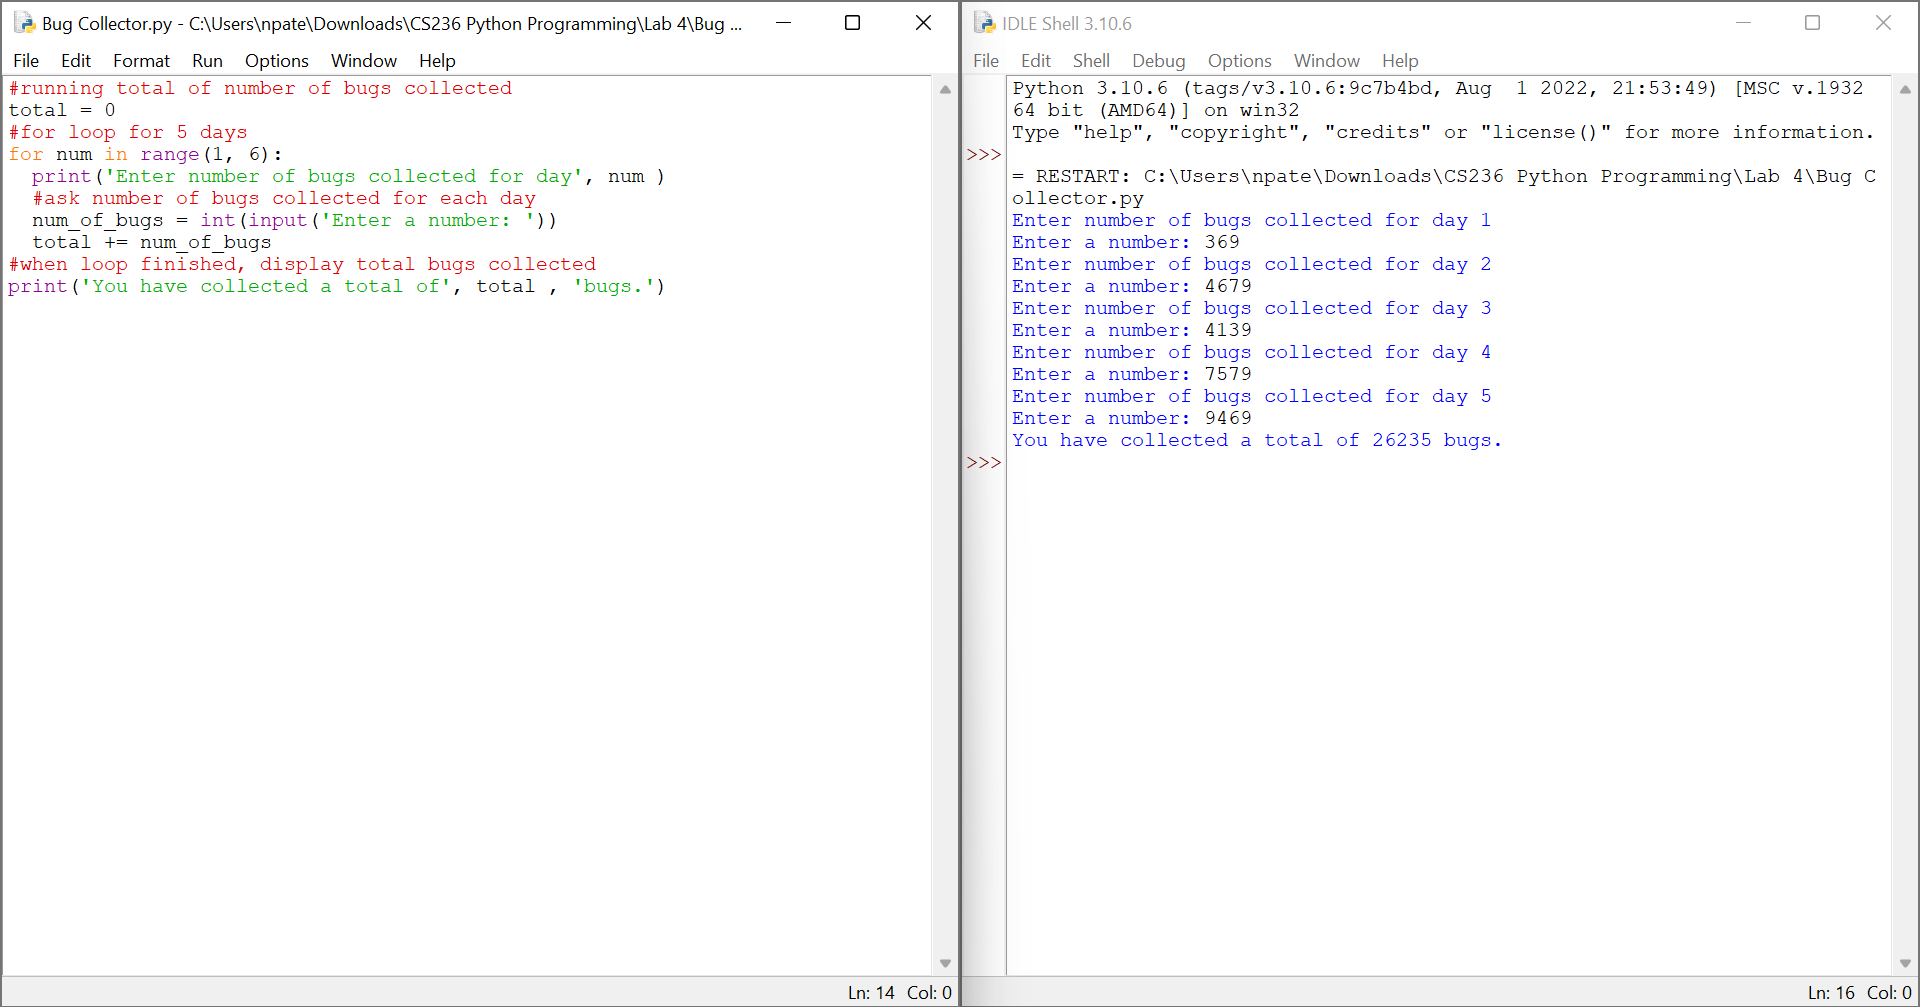 Bug Collector.py - C:\Users\npate\Downloads\CS236 Python Programming\Lab 4\Bug ...
File Edit Format Run Options Window Help
#running total of number of bugs collected
total = 0
#for loop for 5 days
for num in range(1, 6):
  print('Enter number of bugs collected for day', num )
  #ask number of bugs collected for each day
  num_of_bugs = int(input('Enter a number: '))
  total += num_of_bugs
#when loop finished, display total bugs collected
print('You have collected a total of', total , 'bugs.')
Ln: 14 Col: 0
IDLE Shell 3.10.6
File Edit Shell Debug Options Window Help
Python 3.10.6 (tags/v3.10.6:9c7b4bd, Aug  1 2022, 21:53:49) [MSC v.1932
64 bit (AMD64)] on win32
Type "help", "copyright", "credits" or "license()" for more information.
>>>
= RESTART: C:\Users\npate\Downloads\CS236 Python Programming\Lab 4\Bug C
ollector.py
Enter number of bugs collected for day 1
Enter a number: 369
Enter number of bugs collected for day 2
Enter a number: 4679
Enter number of bugs collected for day 3
Enter a number: 4139
Enter number of bugs collected for day 4
Enter a number: 7579
Enter number of bugs collected for day 5
Enter a number: 9469
You have collected a total of 26235 bugs.
>>>
Ln: 16 Col: 0